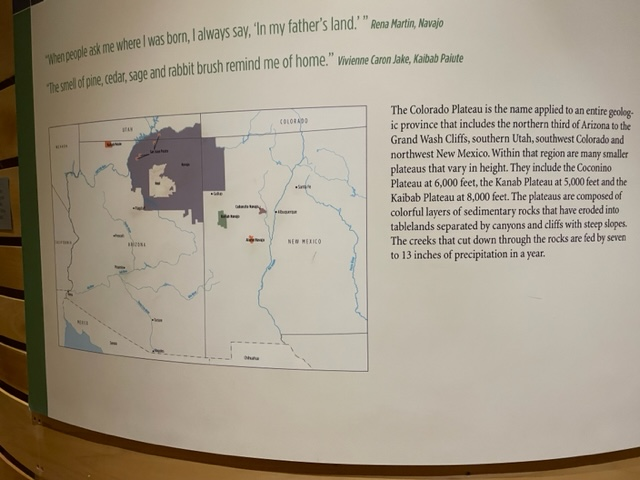 "When people ask me where I was born, I always say, 'In my father's land.' " Rena Martin, Navajo
"The smell of pine, cedar, sage and rabbit brush remind me of home." Vivienne Caron Jake, Kaibab Paiute
The Colorado Plateau is the name applied to an entire geolog-
ic province that includes the northern third of Arizona to the
Grand Wash Cliffs, southern Utah, southwest Colorado and
northwest New Mexico. Within that region are many smaller
plateaus that vary in height. They include the Coconino
Plateau at 6,000 feet, the Kanab Plateau at 5,000 feet and the
Kaibab Plateau at 8,000 feet. The plateaus are composed of
colorful layers of sedimentary rocks that have eroded into
tablelands separated by canyons and cliffs with steep slopes.
The creeks that cut down through the rocks are fed by seven
to 13 inches of precipitation in a year.
UTAH
COLORADO
ARIZONA
NEW MEXICO
Albuquerque
MEXICO
Chihuahua